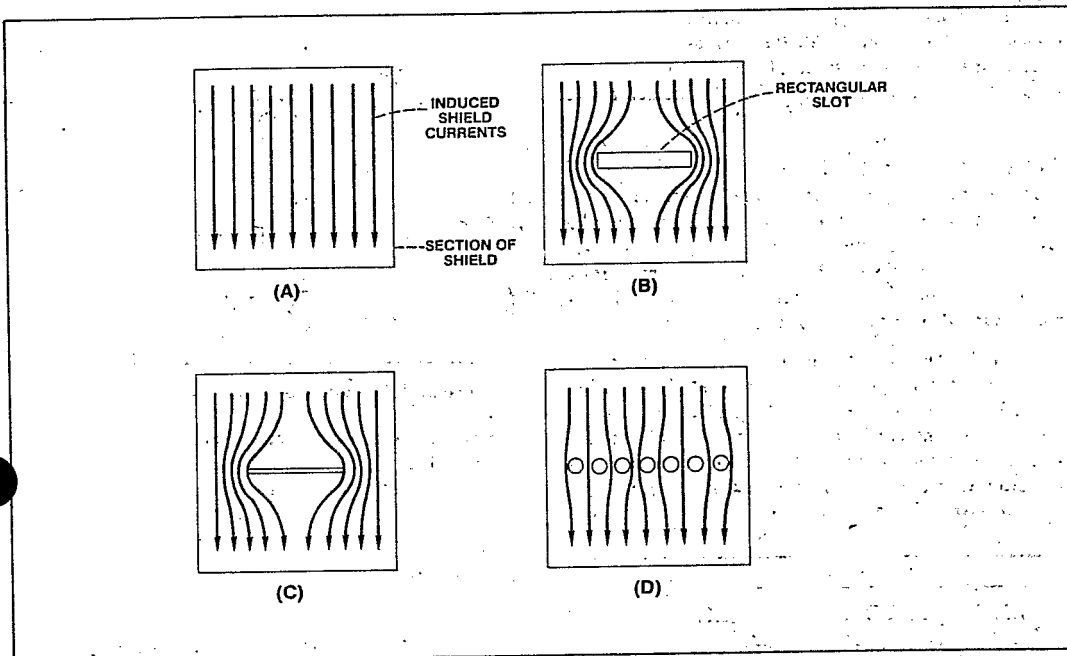 INDUCED
SHIELD
CURRENTS
SECTION OF
SHIELD
(A)
RECTANGULAR
SLOT
(B)
(C)
(D)